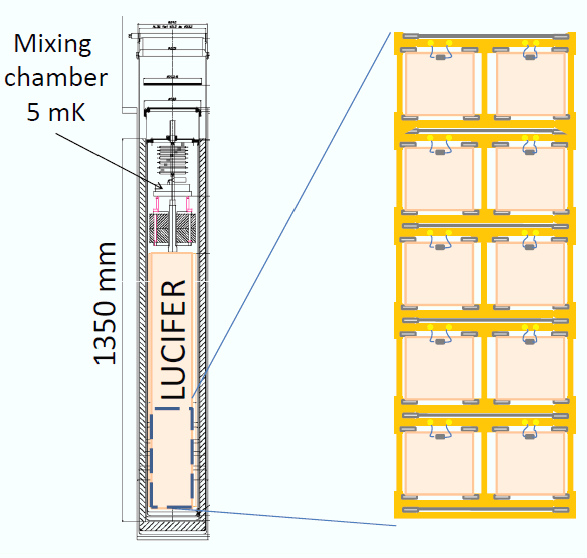 Mixing
chamber
5 mK
1350 mm
LUCIFER